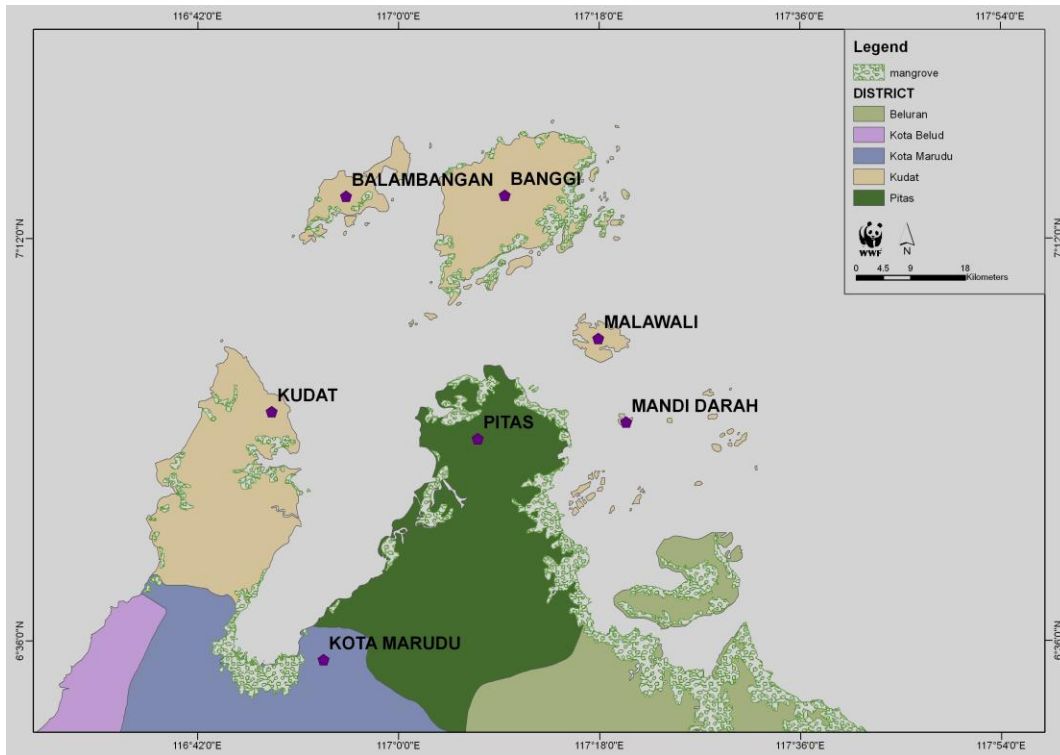 116°42'0"E 117°0'0"E 117°18'0"E 117°36'0"E 117°54'0"E
Legend
mangrove
DISTRICT
Beluran
Kota Belud
Kota Marudu
Kudat
Pitas
WWF N
0 4.5 9 18
Kilometers
BALAMBANGAN BANGGI
7°12'0"N 7°12'0"N
MALAWALI
KUDAT
MANDI DARAH
PITAS
6°36'0"N 6°36'0"N
KOTA MARUDU
116°42'0"E 117°0'0"E 117°18'0"E 117°36'0"E 117°54'0"E